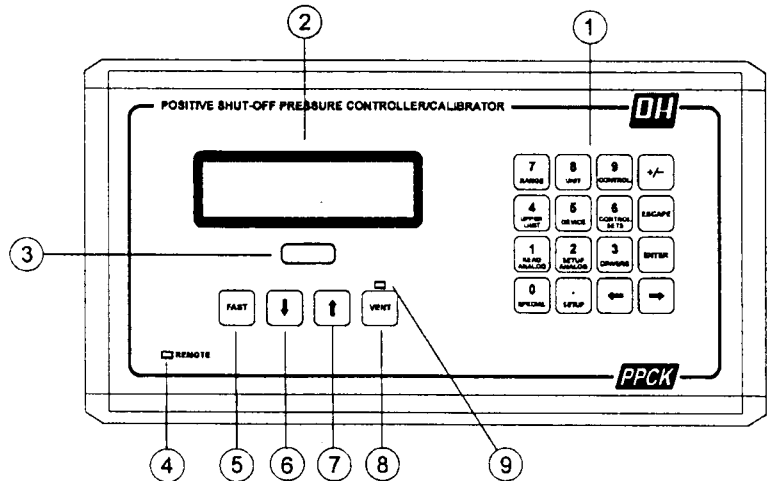 2
1
POSITIVE SHUT-OFF PRESSURE CONTROLLER/CALIBRATOR
DH
7 8 9 +/–
RANGE UNIT CONTROL
4 5 6 ESCAPE
UPPER LIMIT DEVICE CONTROL SETS
1 2 3 ENTER
READ ANALOG SETUP ANALOG DRIVERS
0 . ← →
SPECIAL SETUP
3
FAST ↓ ↑ VENT
REMOTE
PPCK
4 5 6 7 8 9